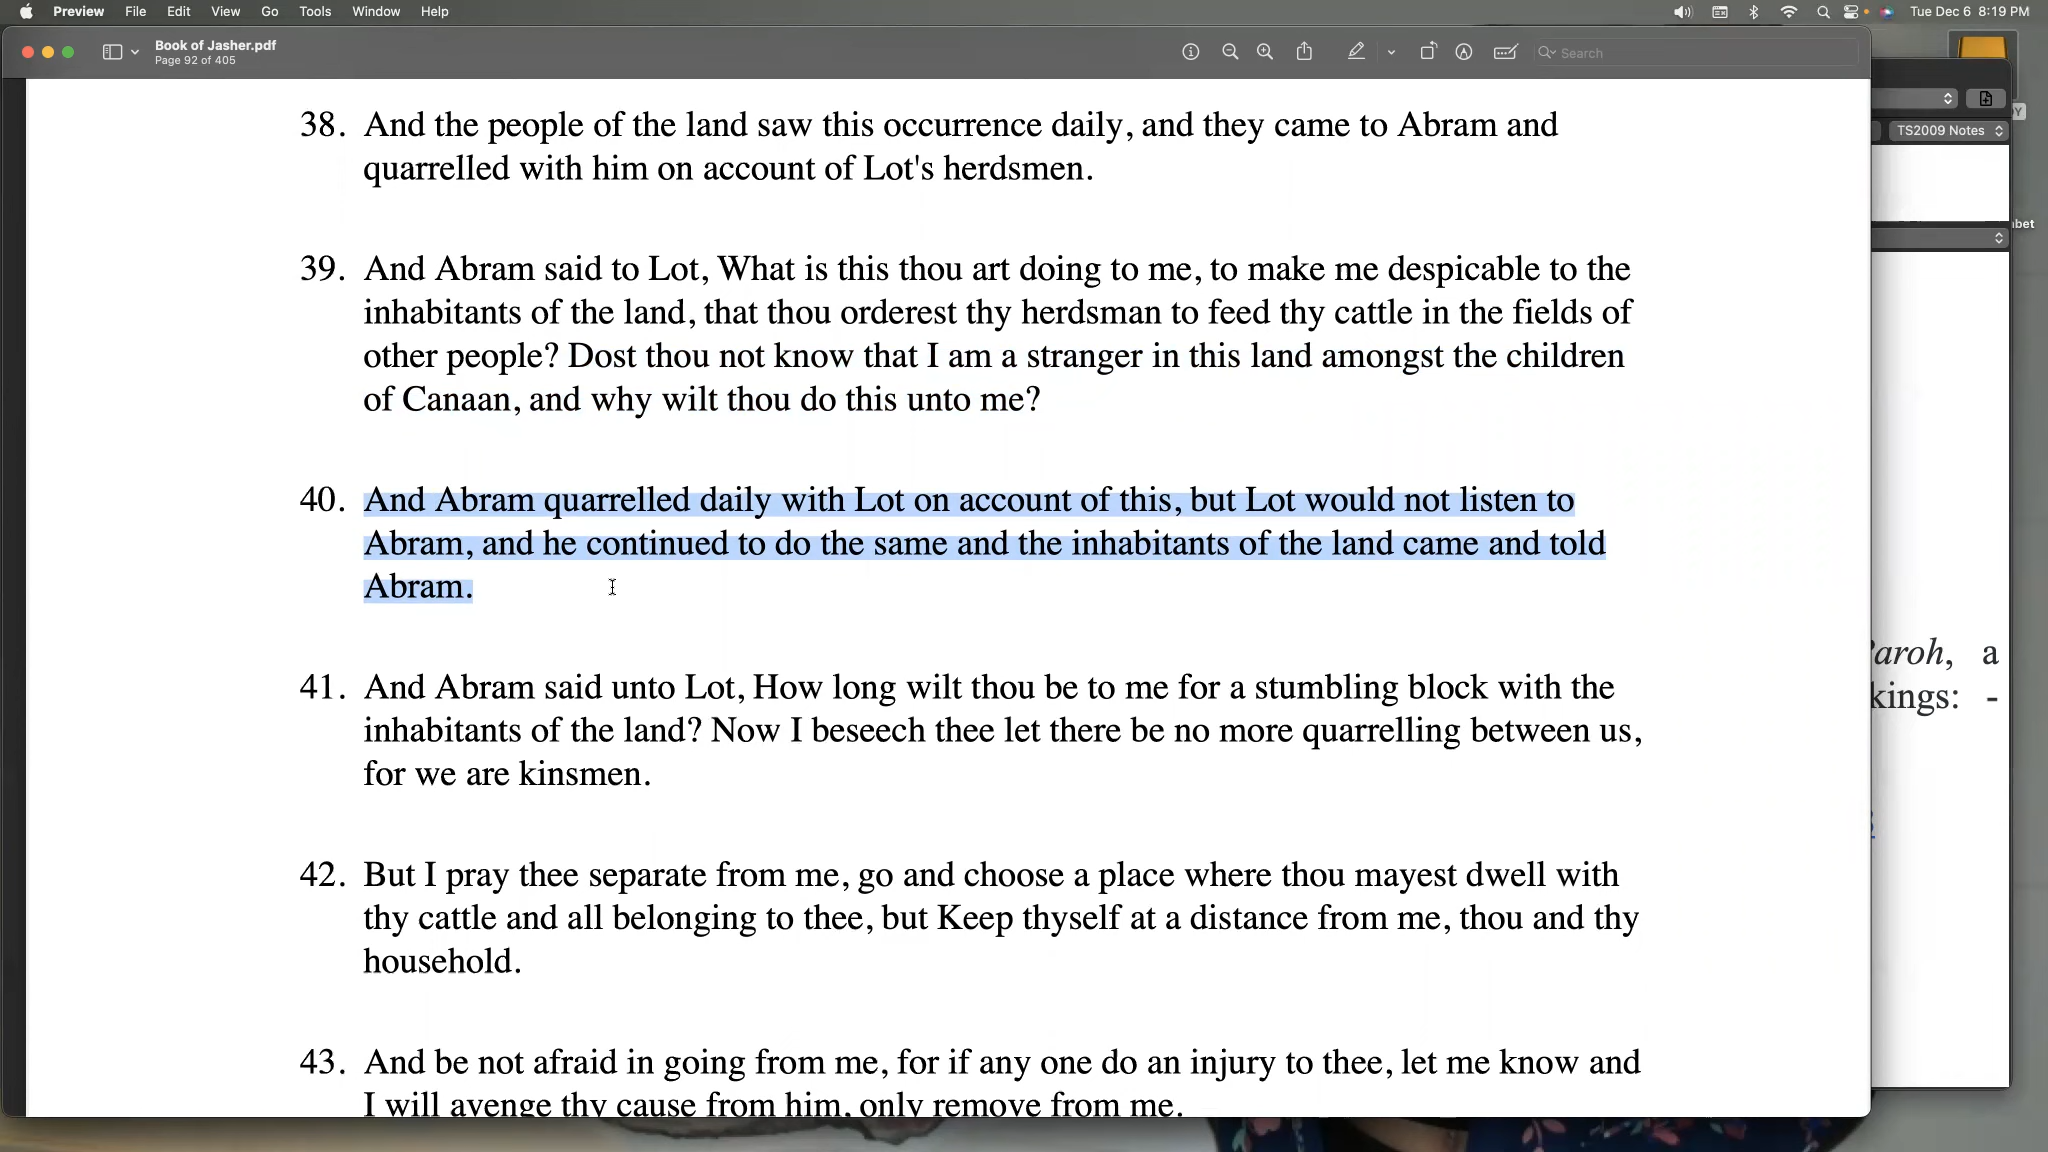 Preview File Edit View Go Tools Window Help
Tue Dec 6 8:19 PM
Book of Jasher.pdf
Page 92 of 405
Search
TS2009 Notes
38. And the people of the land saw this occurrence daily, and they came to Abram and
quarrelled with him on account of Lot's herdsmen.
39. And Abram said to Lot, What is this thou art doing to me, to make me despicable to the
inhabitants of the land, that thou orderest thy herdsman to feed thy cattle in the fields of
other people? Dost thou not know that I am a stranger in this land amongst the children
of Canaan, and why wilt thou do this unto me?
40. And Abram quarrelled daily with Lot on account of this, but Lot would not listen to
Abram, and he continued to do the same and the inhabitants of the land came and told
Abram.
41. And Abram said unto Lot, How long wilt thou be to me for a stumbling block with the
inhabitants of the land? Now I beseech thee let there be no more quarrelling between us,
for we are kinsmen.
42. But I pray thee separate from me, go and choose a place where thou mayest dwell with
thy cattle and all belonging to thee, but Keep thyself at a distance from me, thou and thy
household.
43. And be not afraid in going from me, for if any one do an injury to thee, let me know and
I will avenge thy cause from him, only remove from me.
aroh, a
kings: -